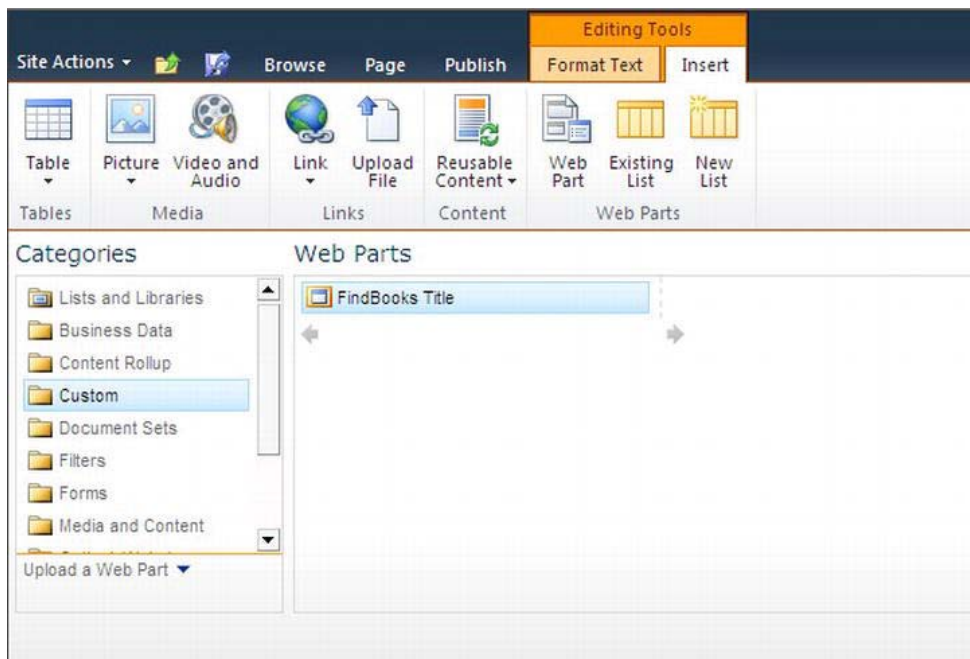 Editing Tools
Site Actions Browse Page Publish Format Text Insert
Table Picture Video and Audio Link Upload File Reusable Content Web Part Existing List New List
Tables Media Links Content Web Parts
Categories
Web Parts
Lists and Libraries
Business Data
Content Rollup
Custom
Document Sets
Filters
Forms
Media and Content
Upload a Web Part
FindBooks Title